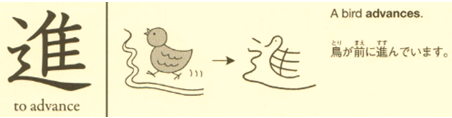 進
to advance
A bird advances.
とり まえ すす
鳥が前に進んでいます。